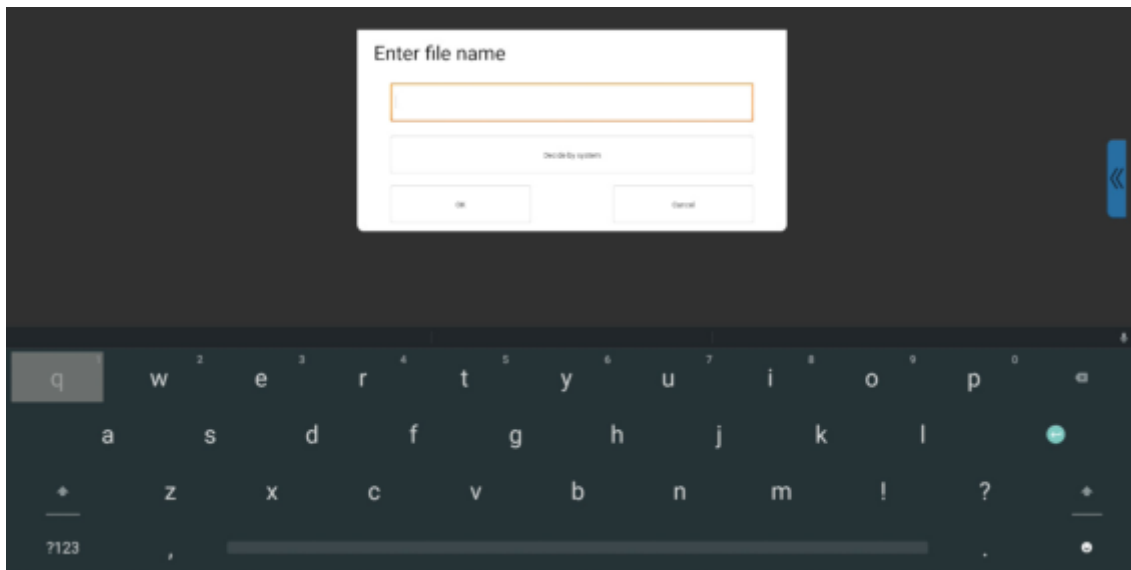 Enter file name
Decide by system
OK Cancel
1 2 3 4 5 6 7 8 9 0
q w e r t y u i o p
a s d f g h j k l
z x c v b n m ! ?
?123 , .